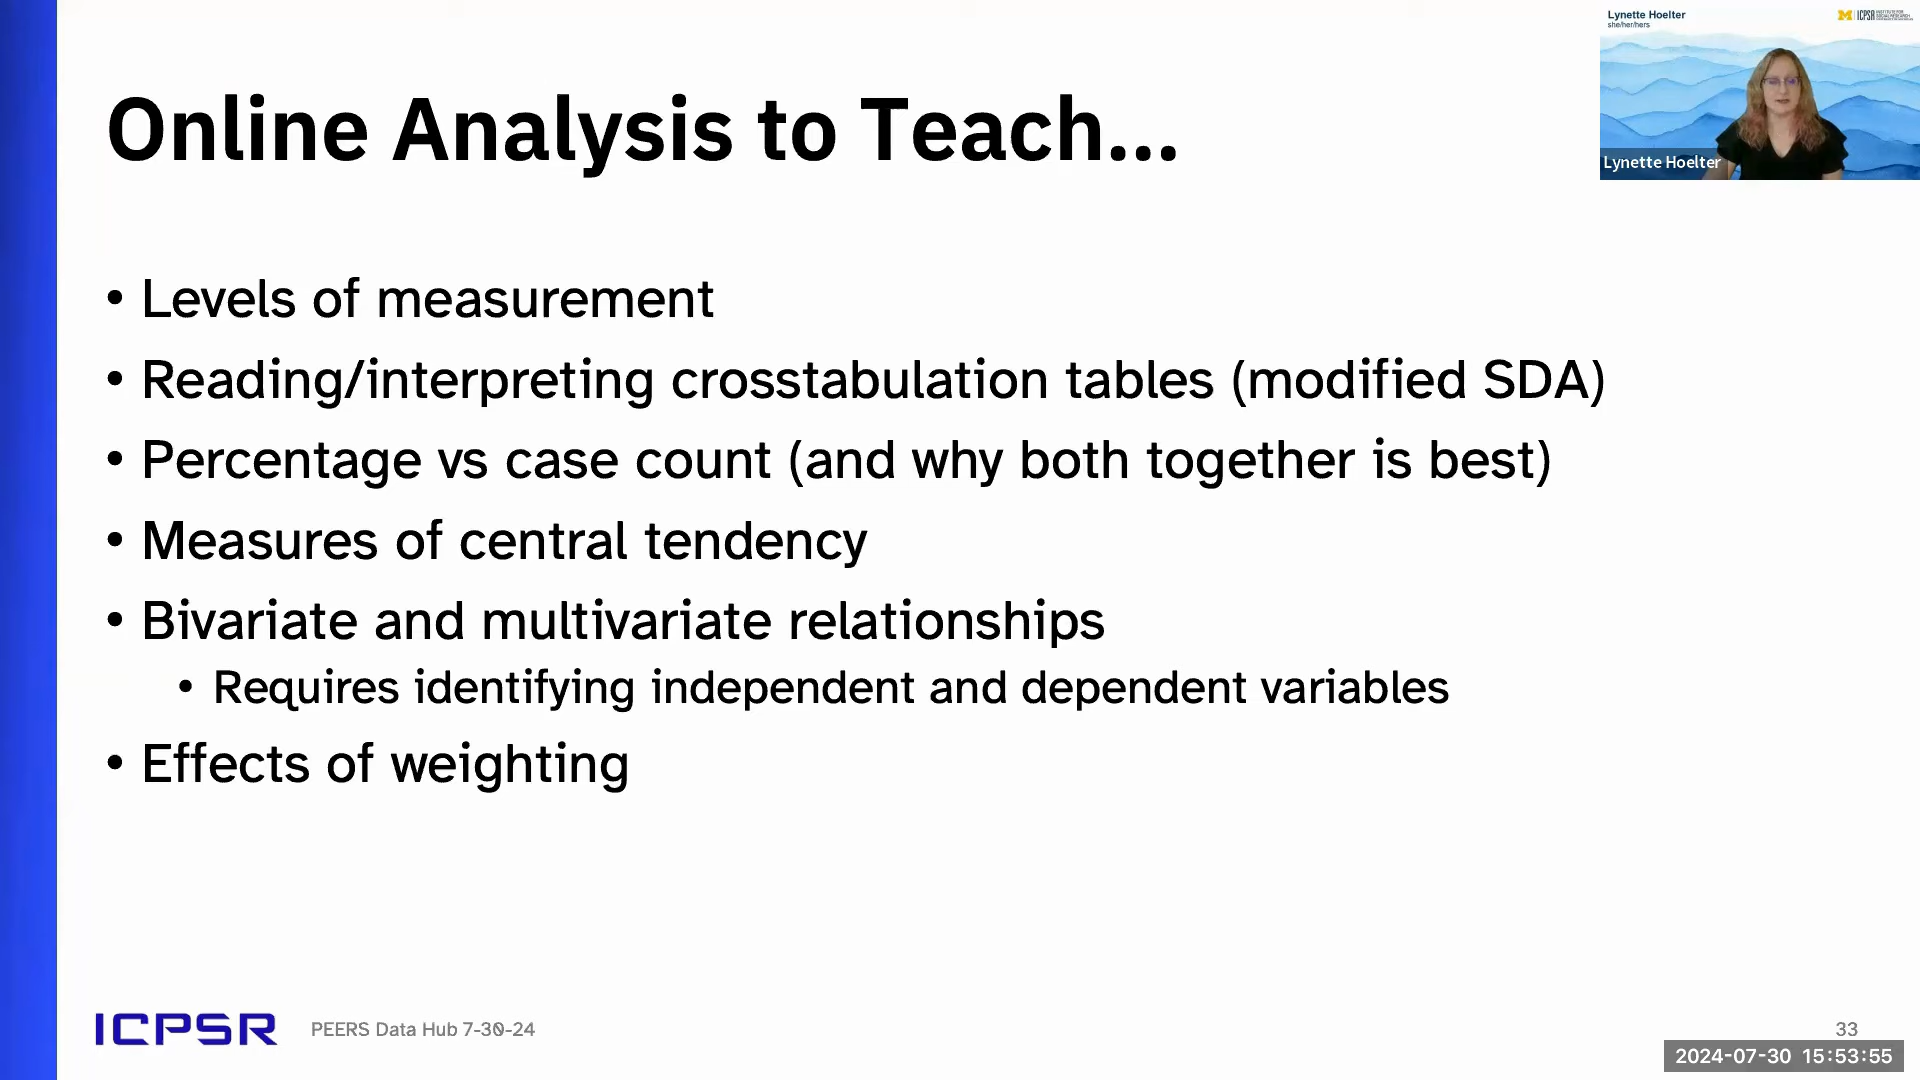 Online Analysis to Teach...
Lynette Hoelter
she/her/hers
M ICPSR
Lynette Hoelter
• Levels of measurement
• Reading/interpreting crosstabulation tables (modified SDA)
• Percentage vs case count (and why both together is best)
• Measures of central tendency
• Bivariate and multivariate relationships
• Requires identifying independent and dependent variables
• Effects of weighting
ICPSR
PEERS Data Hub 7-30-24
33
2024-07-30 15:53:55